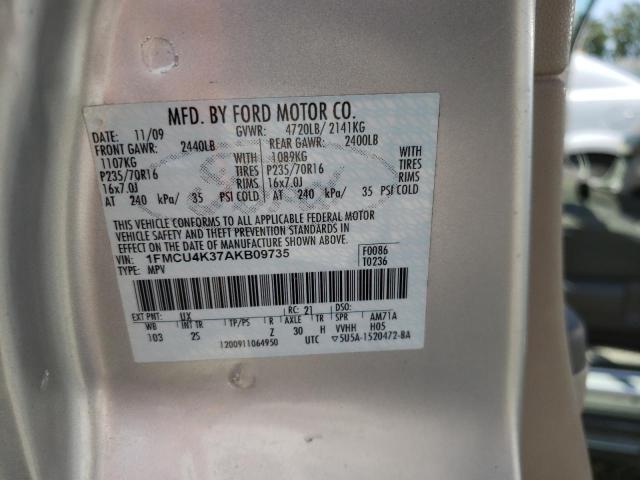 MFD. BY FORD MOTOR CO.
DATE: 11/09 GVWR: 4720LB/ 2141KG
FRONT GAWR: 2440LB REAR GAWR: 2400LB
1107KG WITH 1089KG WITH
P235/70R16 TIRES P235/70R16 TIRES
16x7.0J RIMS 16x7.0J RIMS
AT 240 kPa/ 35 PSI COLD AT 240 kPa/ 35 PSI COLD
THIS VEHICLE CONFORMS TO ALL APPLICABLE FEDERAL MOTOR
VEHICLE SAFETY AND THEFT PREVENTION STANDARDS IN
EFFECT ON THE DATE OF MANUFACTURE SHOWN ABOVE.
VIN: 1FMCU4K37AKB09735 F0086
TYPE: MPV T0236
EXT PNT: UX RC: 21 DSO:
WB INT TR TP/PS R AXLE TR SPR AM71A
103 2S Z 30 H VVHH H05
1200911064950 UTC ▽5U5A-1520472-BA